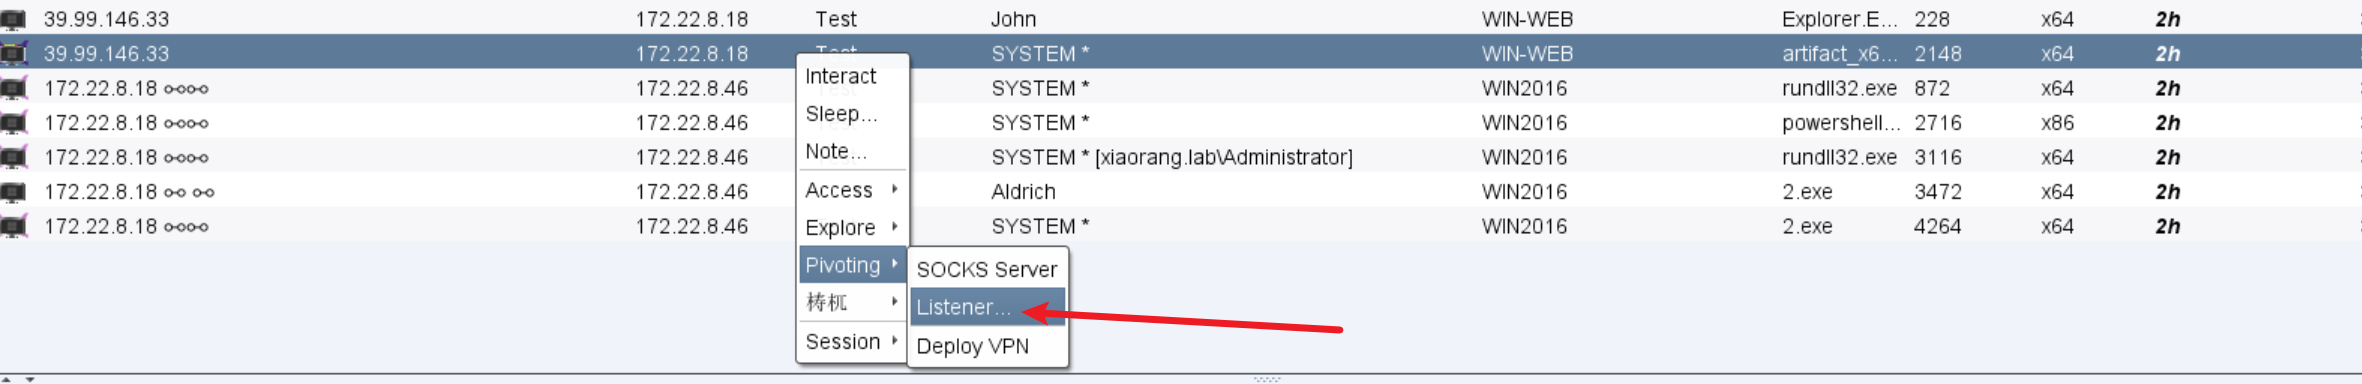 39.99.146.33 172.22.8.18 Test John WIN-WEB Explorer.E... 228 x64 2h
39.99.146.33 172.22.8.18 Test SYSTEM * WIN-WEB artifact_x6... 2148 x64 2h
172.22.8.18 172.22.8.46 SYSTEM * WIN2016 rundll32.exe 872 x64 2h
172.22.8.18 172.22.8.46 SYSTEM * WIN2016 powershell... 2716 x86 2h
172.22.8.18 172.22.8.46 SYSTEM * [xiaorang.lab\Administrator] WIN2016 rundll32.exe 3116 x64 2h
172.22.8.18 172.22.8.46 Aldrich WIN2016 2.exe 3472 x64 2h
172.22.8.18 172.22.8.46 SYSTEM * WIN2016 2.exe 4264 x64 2h
Interact
Sleep...
Note...
Access
Explore
Pivoting
梼杌
Session
SOCKS Server
Listener...
Deploy VPN